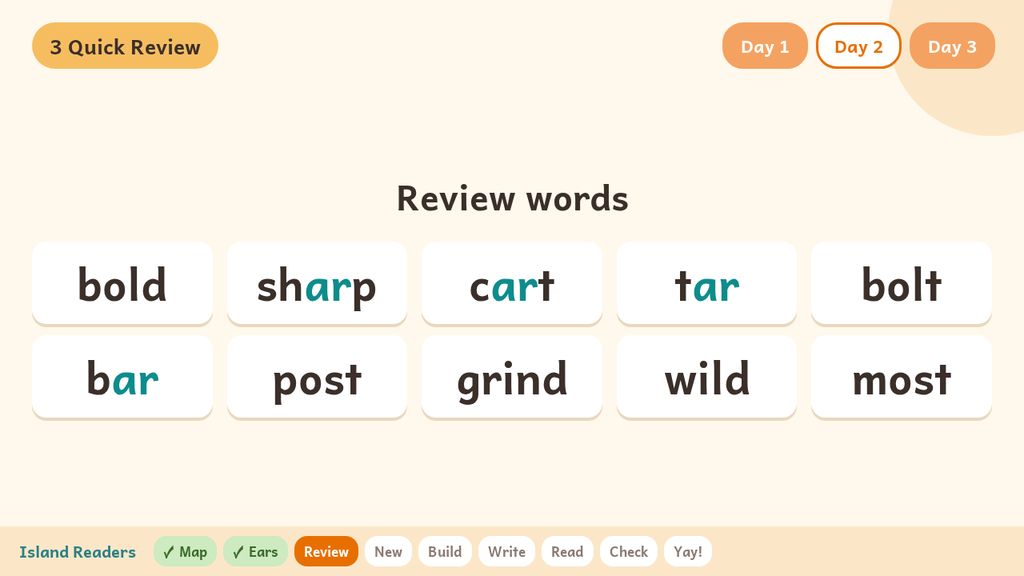 3 Quick Review
Day 1 Day 2 Day 3
Review words
bold sharp cart tar bolt
bar post grind wild most
Island Readers ✓ Map ✓ Ears Review New Build Write Read Check Yay!